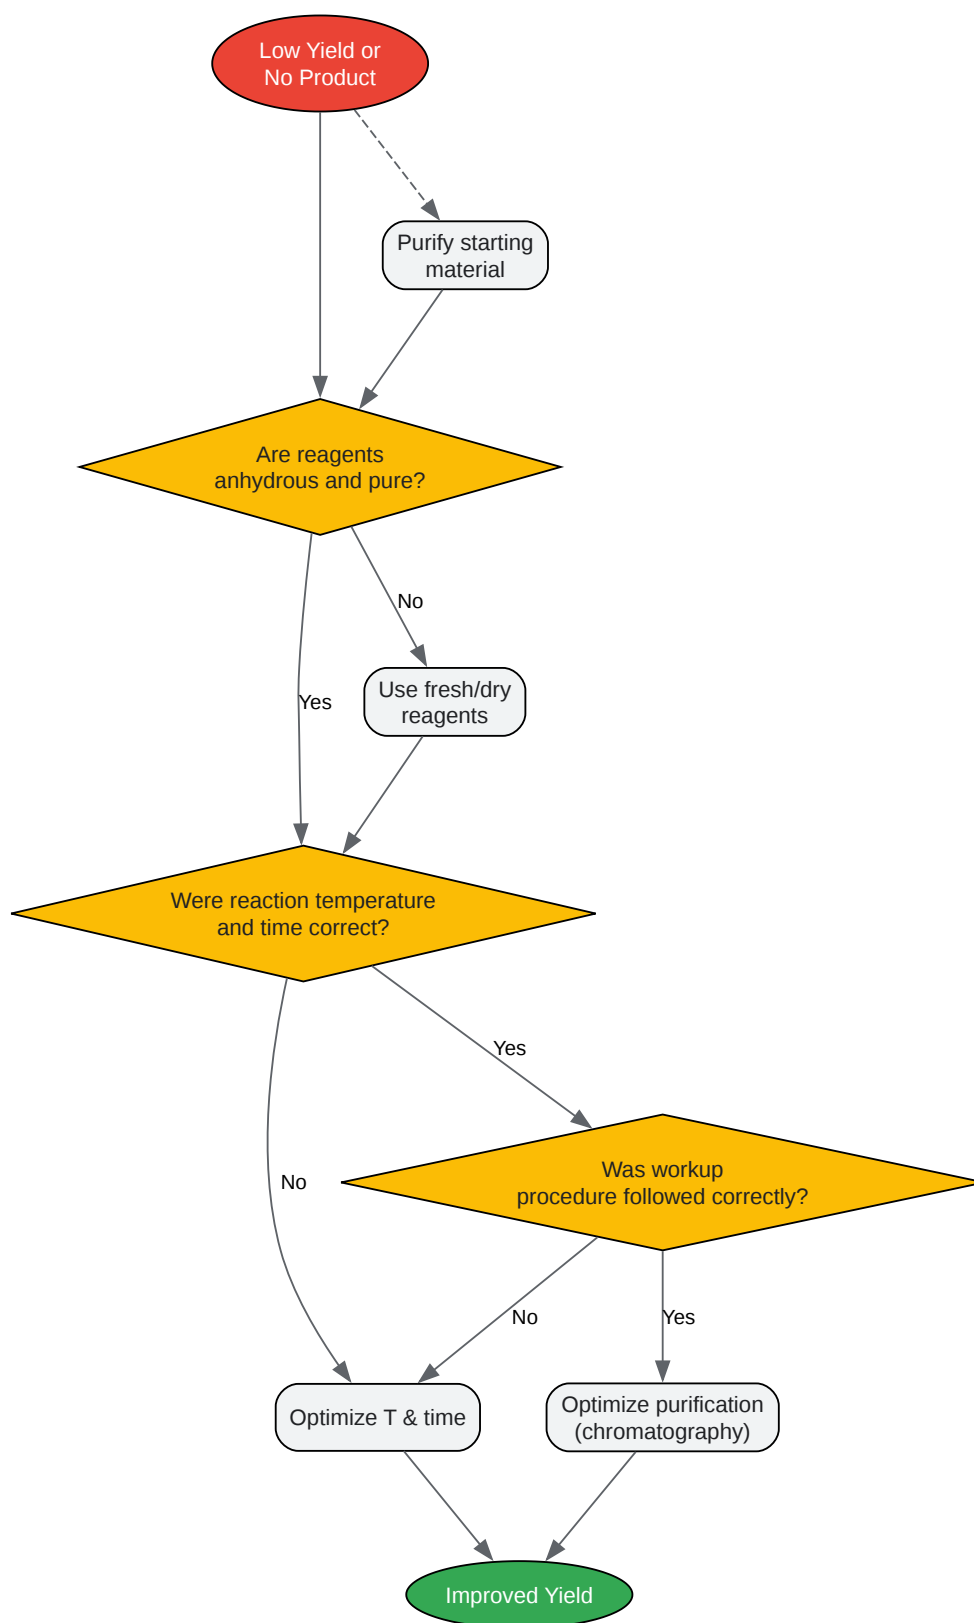 Low Yield or
No Product
Purify starting
material
Are reagents
anhydrous and pure?
No
Yes
Use fresh/dry
reagents
Were reaction temperature
and time correct?
Yes
Was workup
procedure followed correctly?
No
No
Yes
Optimize T & time
Optimize purification
(chromatography)
Improved Yield